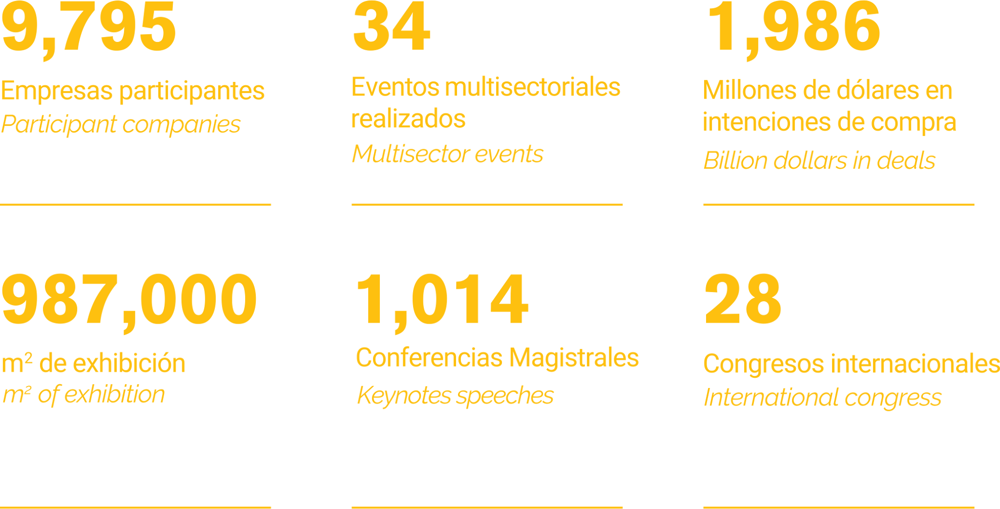 9,795
Empresas participantes
Participant companies
34
Eventos multisectoriales
realizados
Multisector events
1,986
Millones de dólares en
intenciones de compra
Billion dollars in deals
987,000
m² de exhibición
m² of exhibition
1,014
Conferencias Magistrales
Keynotes speeches
28
Congresos internacionales
International congress